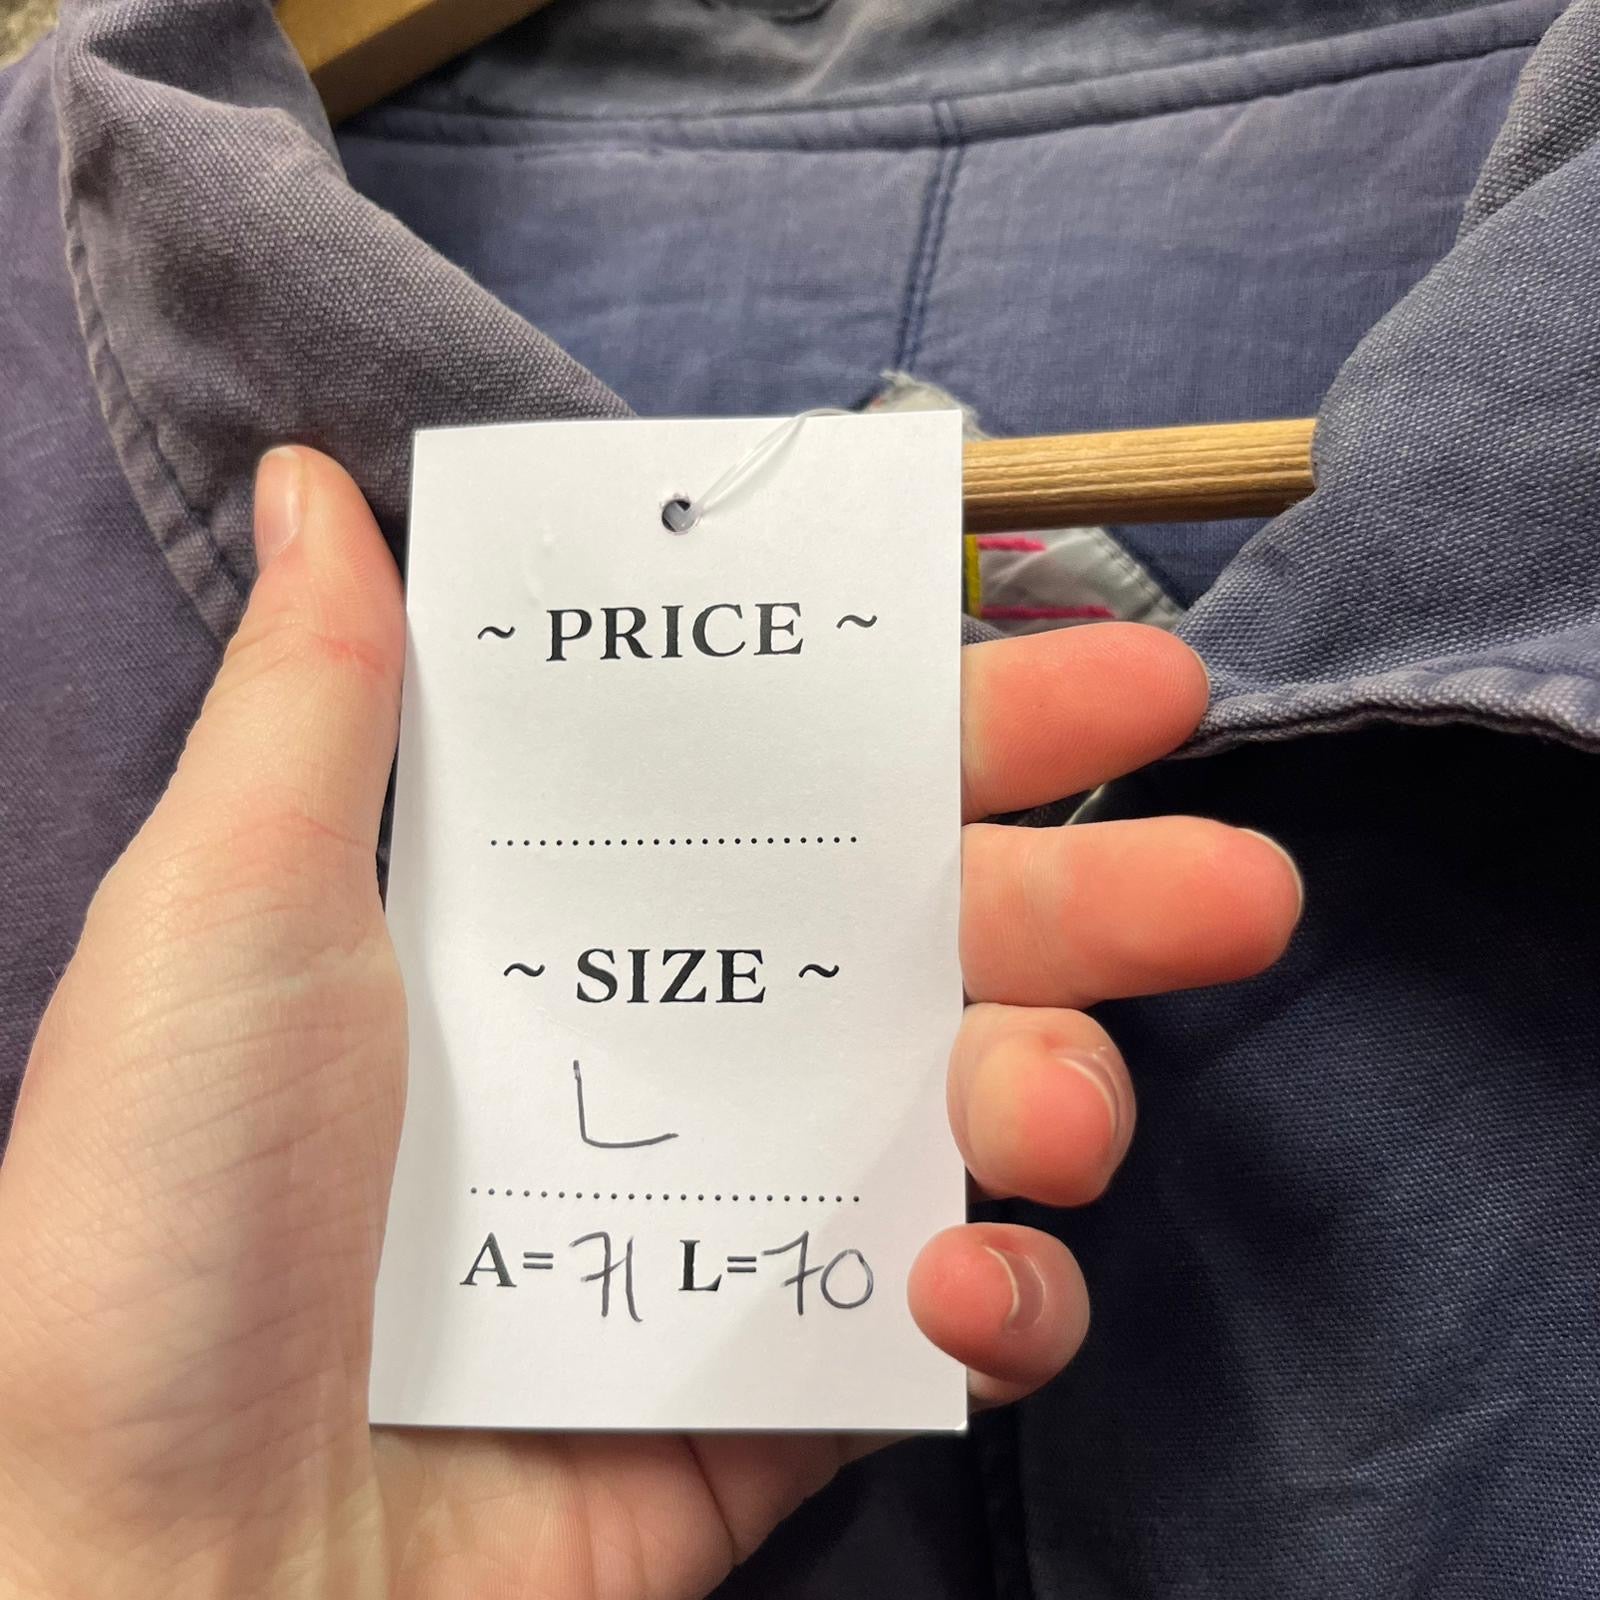 ~ PRICE ~
~ SIZE ~
L
A= 71 L= 70